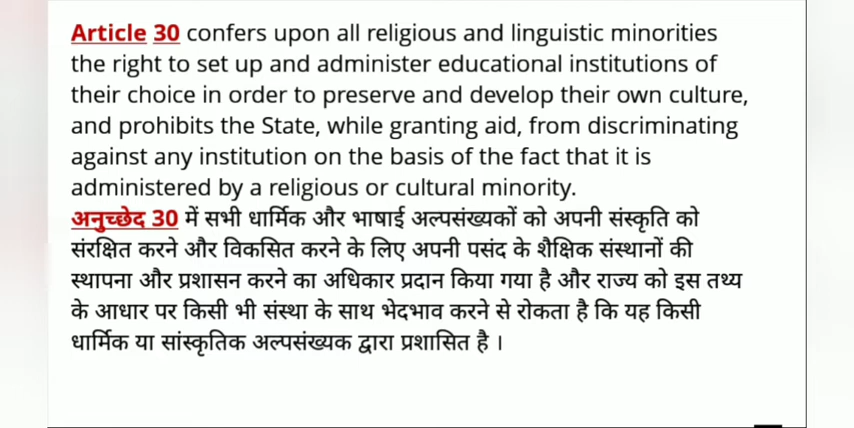 Article 30 confers upon all religious and linguistic minorities
the right to set up and administer educational institutions of
their choice in order to preserve and develop their own culture,
and prohibits the State, while granting aid, from discriminating
against any institution on the basis of the fact that it is
administered by a religious or cultural minority.
अनुच्छेद 30 में सभी धार्मिक और भाषाई अल्पसंख्यकों को अपनी संस्कृति को
संरक्षित करने और विकसित करने के लिए अपनी पसंद के शैक्षिक संस्थानों की
स्थापना और प्रशासन करने का अधिकार प्रदान किया गया है और राज्य को इस तथ्य
के आधार पर किसी भी संस्था के साथ भेदभाव करने से रोकता है कि यह किसी
धार्मिक या सांस्कृतिक अल्पसंख्यक द्वारा प्रशासित है ।